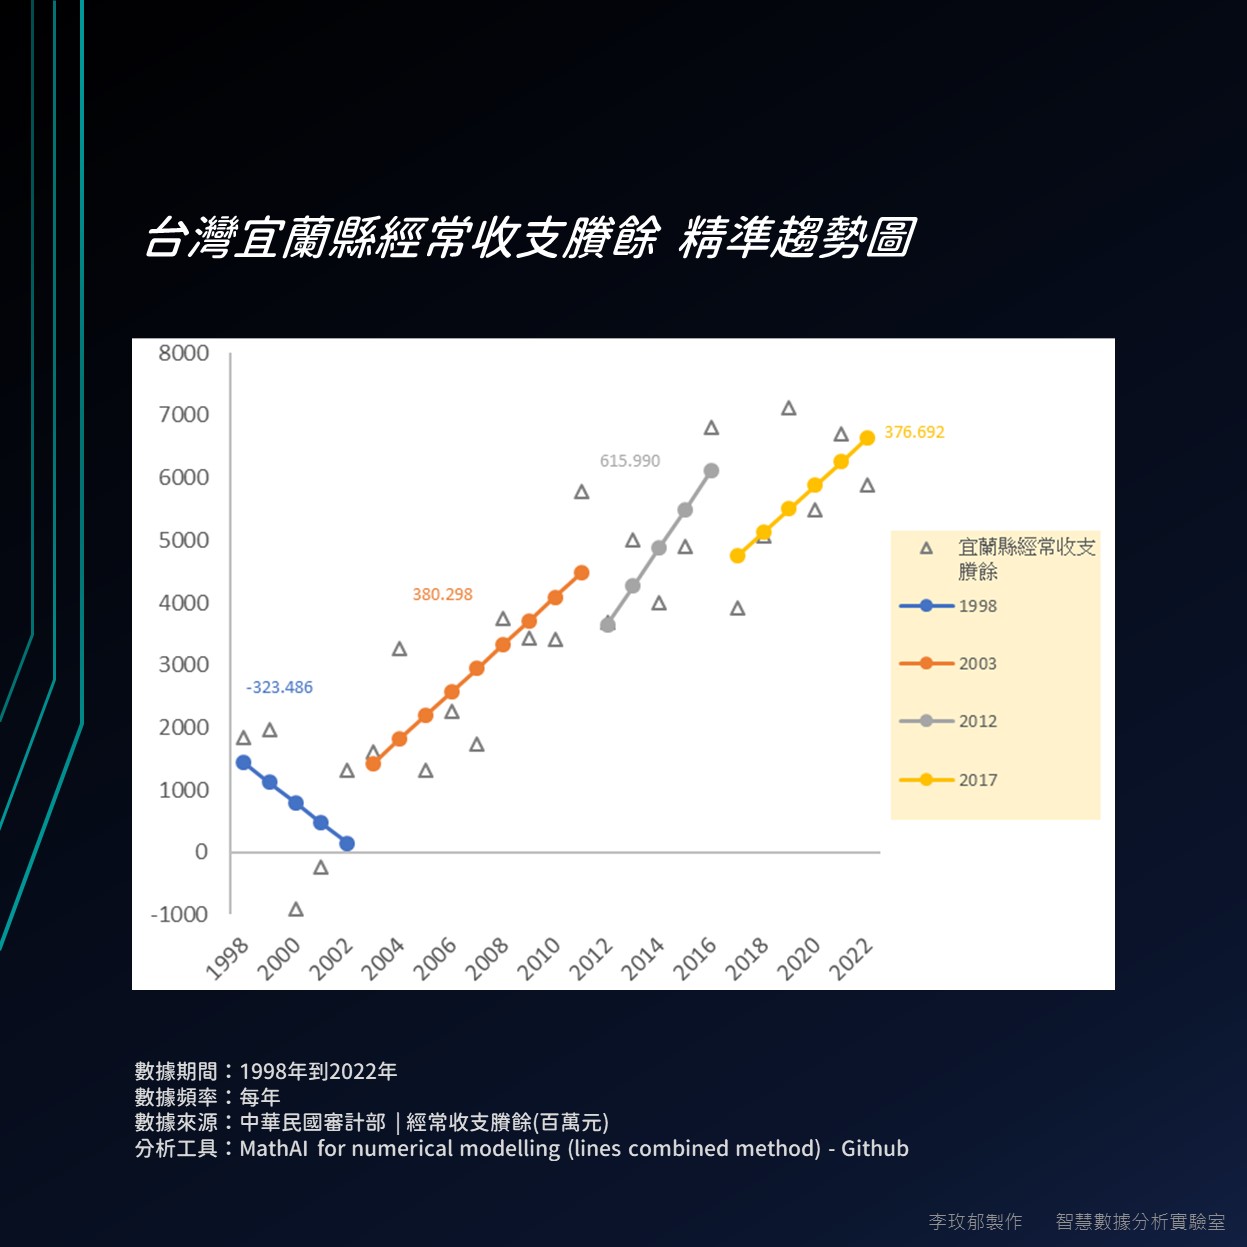 台灣宜蘭縣經常收支賸餘 精準趨勢圖
8000
7000
6000
5000
4000
3000
2000
1000
0
-1000
-323.486
380.298
615.990
376.692
宜蘭縣經常收支
賸餘
1998
2003
2012
2017
1998 2000 2002 2004 2006 2008 2010 2012 2014 2016 2018 2020 2022
數據期間：1998年到2022年
數據頻率：每年
數據來源：中華民國審計部 | 經常收支賸餘(百萬元)
分析工具：MathAI for numerical modelling (lines combined method) - Github
李玫郁製作 智慧數據分析實驗室